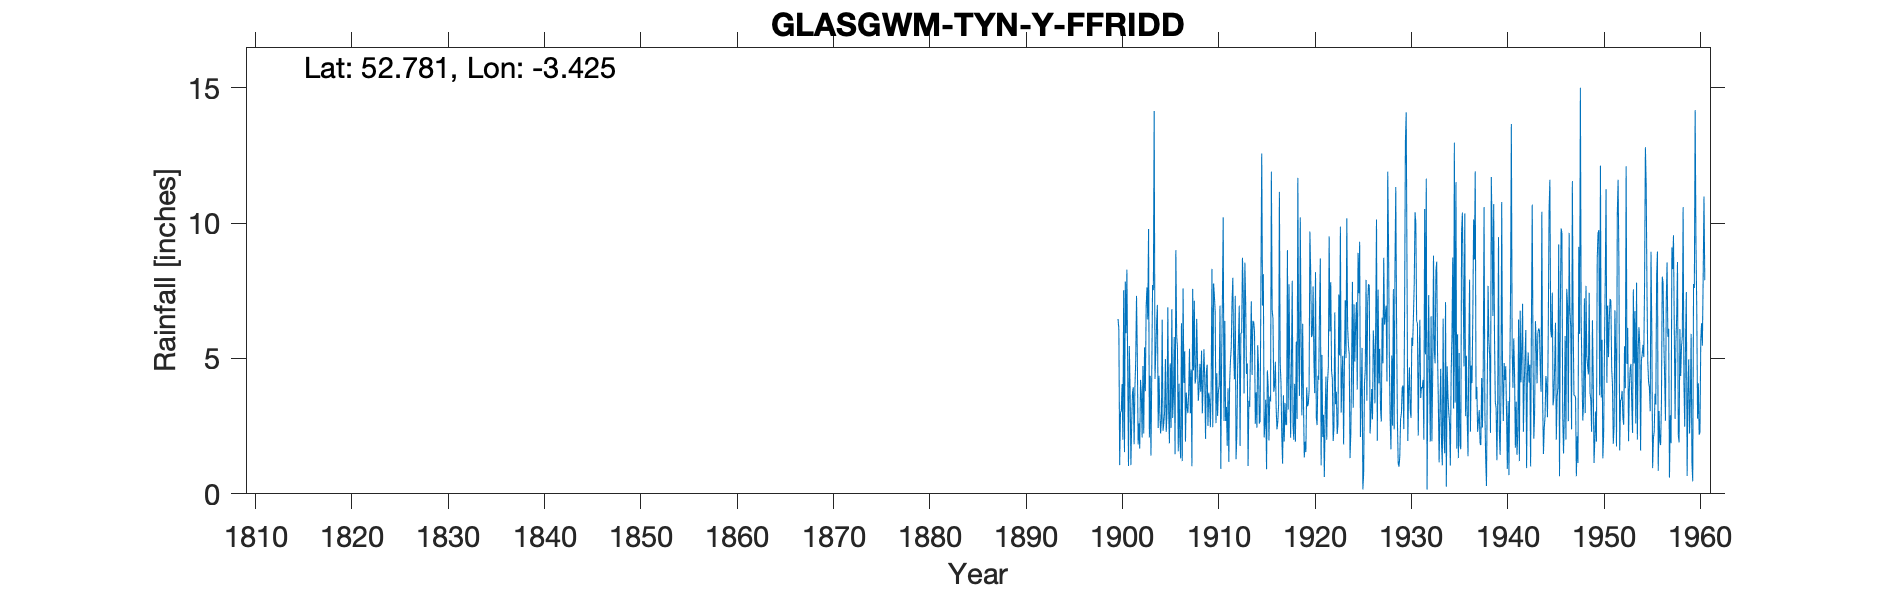 GLASGWM-TYN-Y-FFRIDD
Lat: 52.781, Lon: -3.425
15
10
5
0
Rainfall [inches]
1810 1820 1830 1840 1850 1860 1870 1880 1890 1900 1910 1920 1930 1940 1950 1960
Year